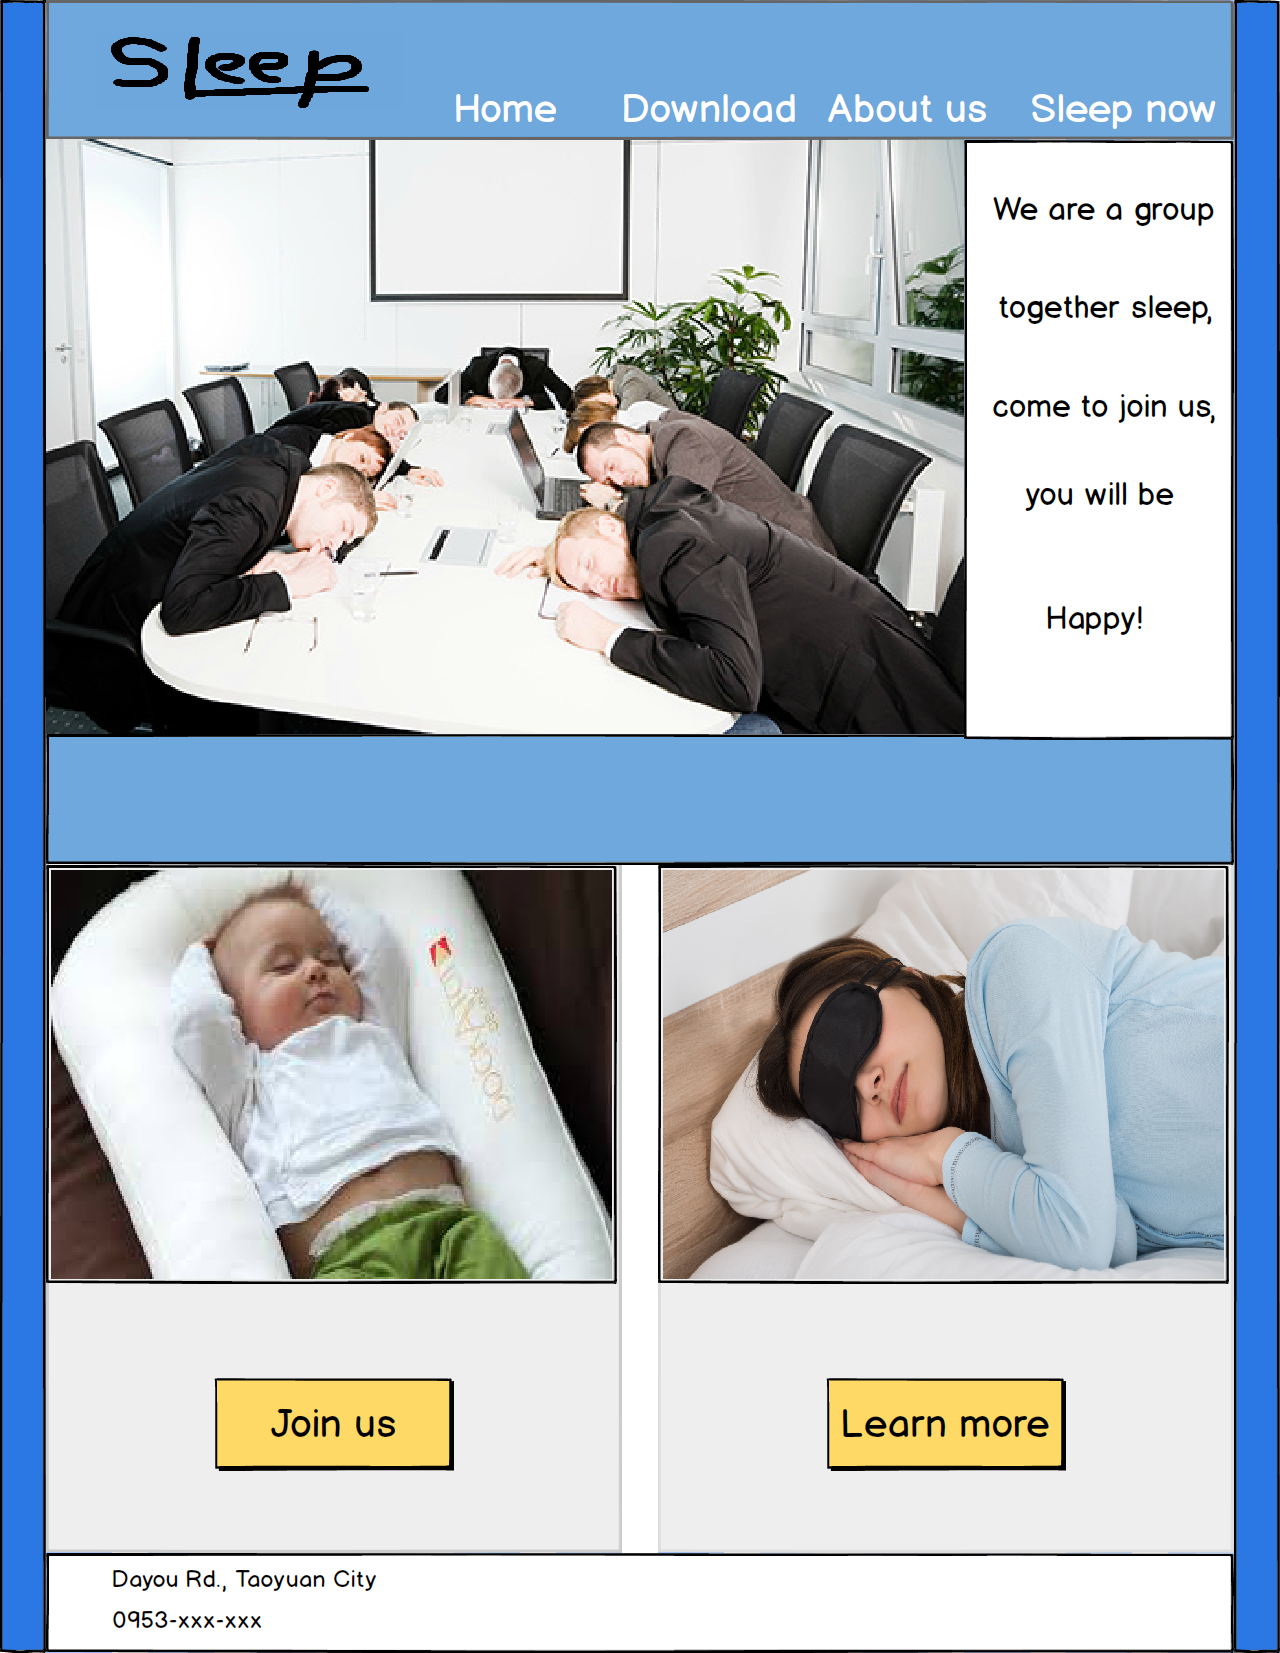 Sleep
Home Download About us Sleep now
We are a group
together sleep,
come to join us,
you will be
Happy!
DockAtot
Join us
Learn more
Dayou Rd., Taoyuan City
0953-xxx-xxx